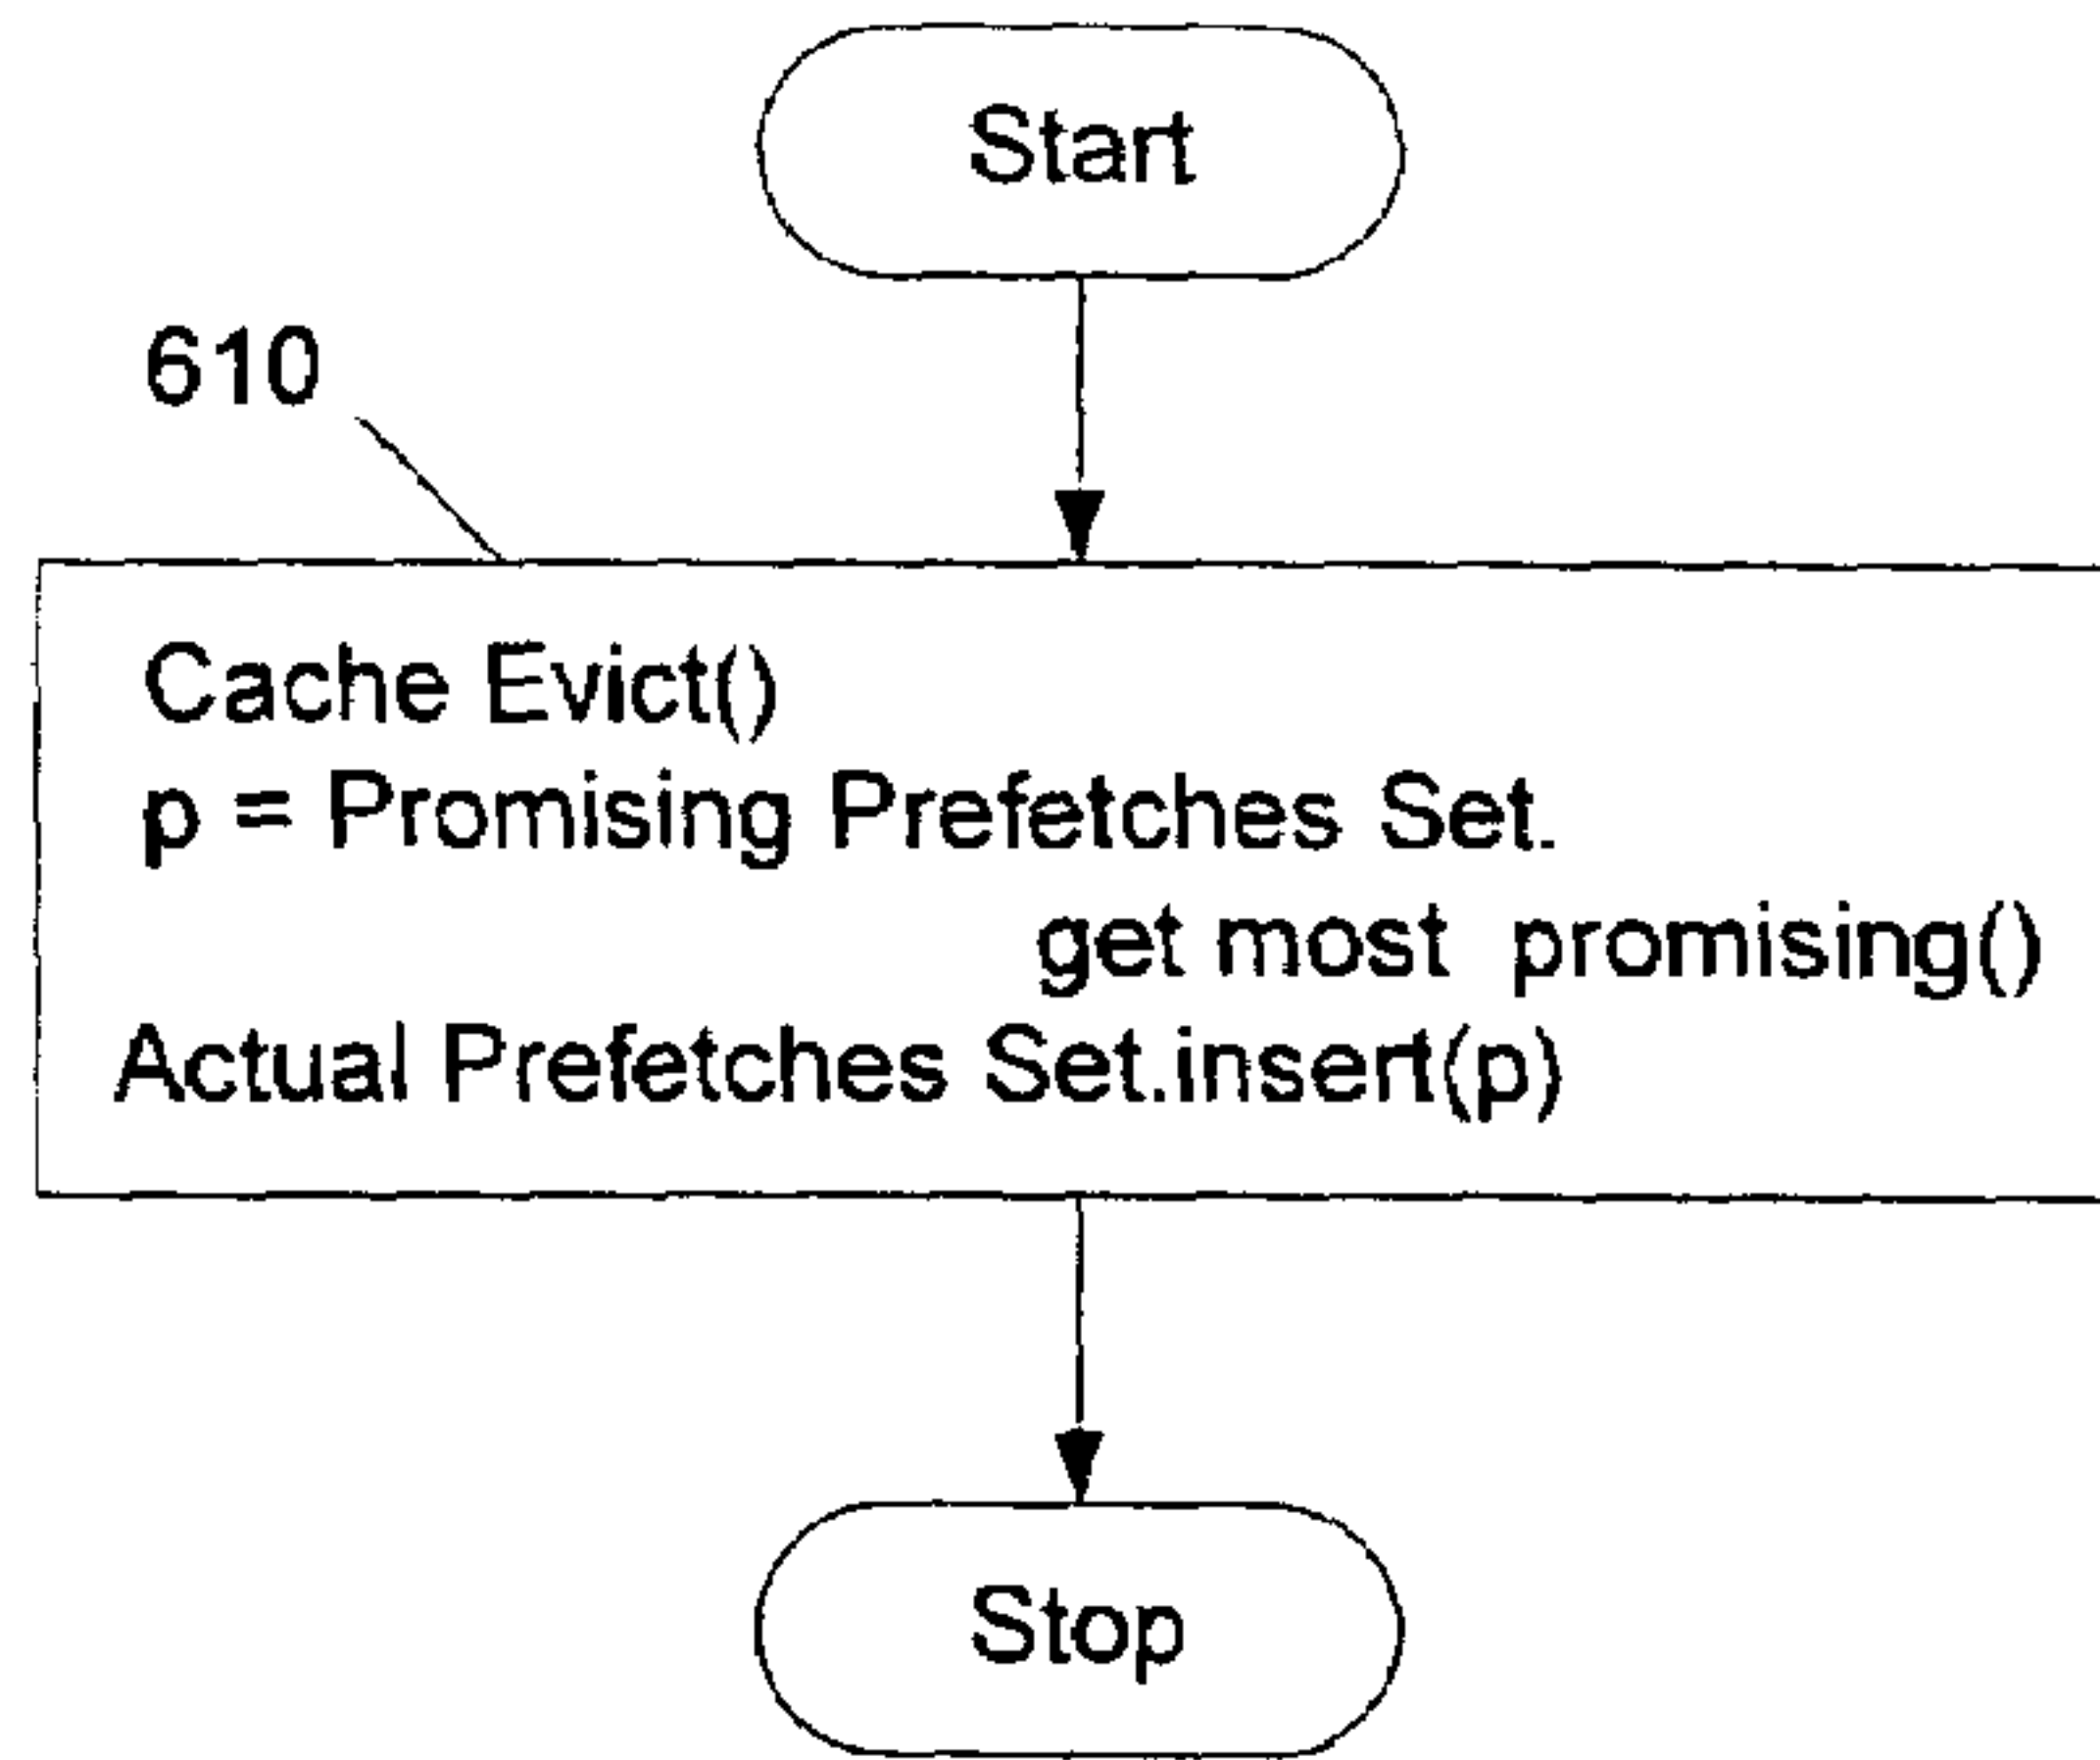 Start
610
Cache Evict()
p = Promising Prefetches Set.
get most promising()
Actual Prefetches Set.insert(p)
Stop